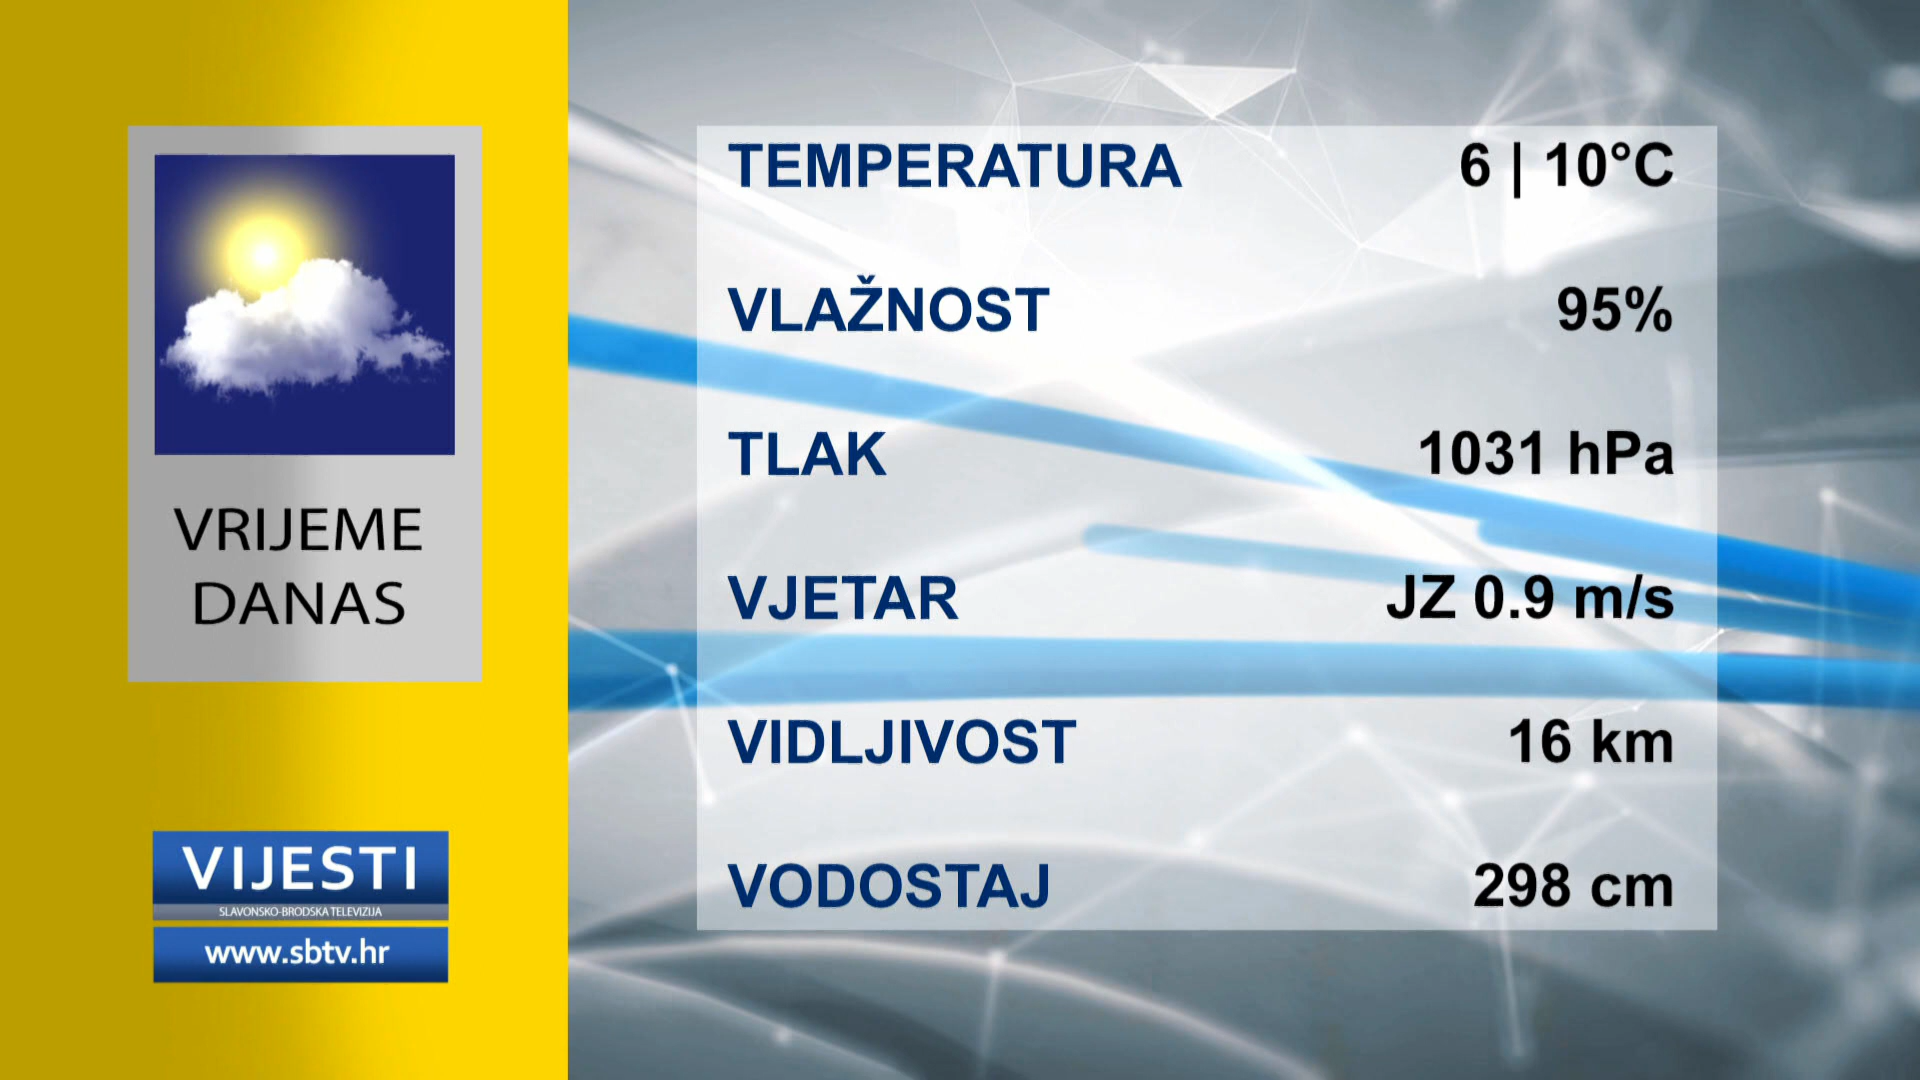 VRIJEME
DANAS
VIJESTI
SLAVONSKO-BRODSKA TELEVIZIJA
www.sbtv.hr
TEMPERATURA 6 | 10°C
VLAŽNOST 95%
TLAK 1031 hPa
VJETAR JZ 0.9 m/s
VIDLJIVOST 16 km
VODOSTAJ 298 cm